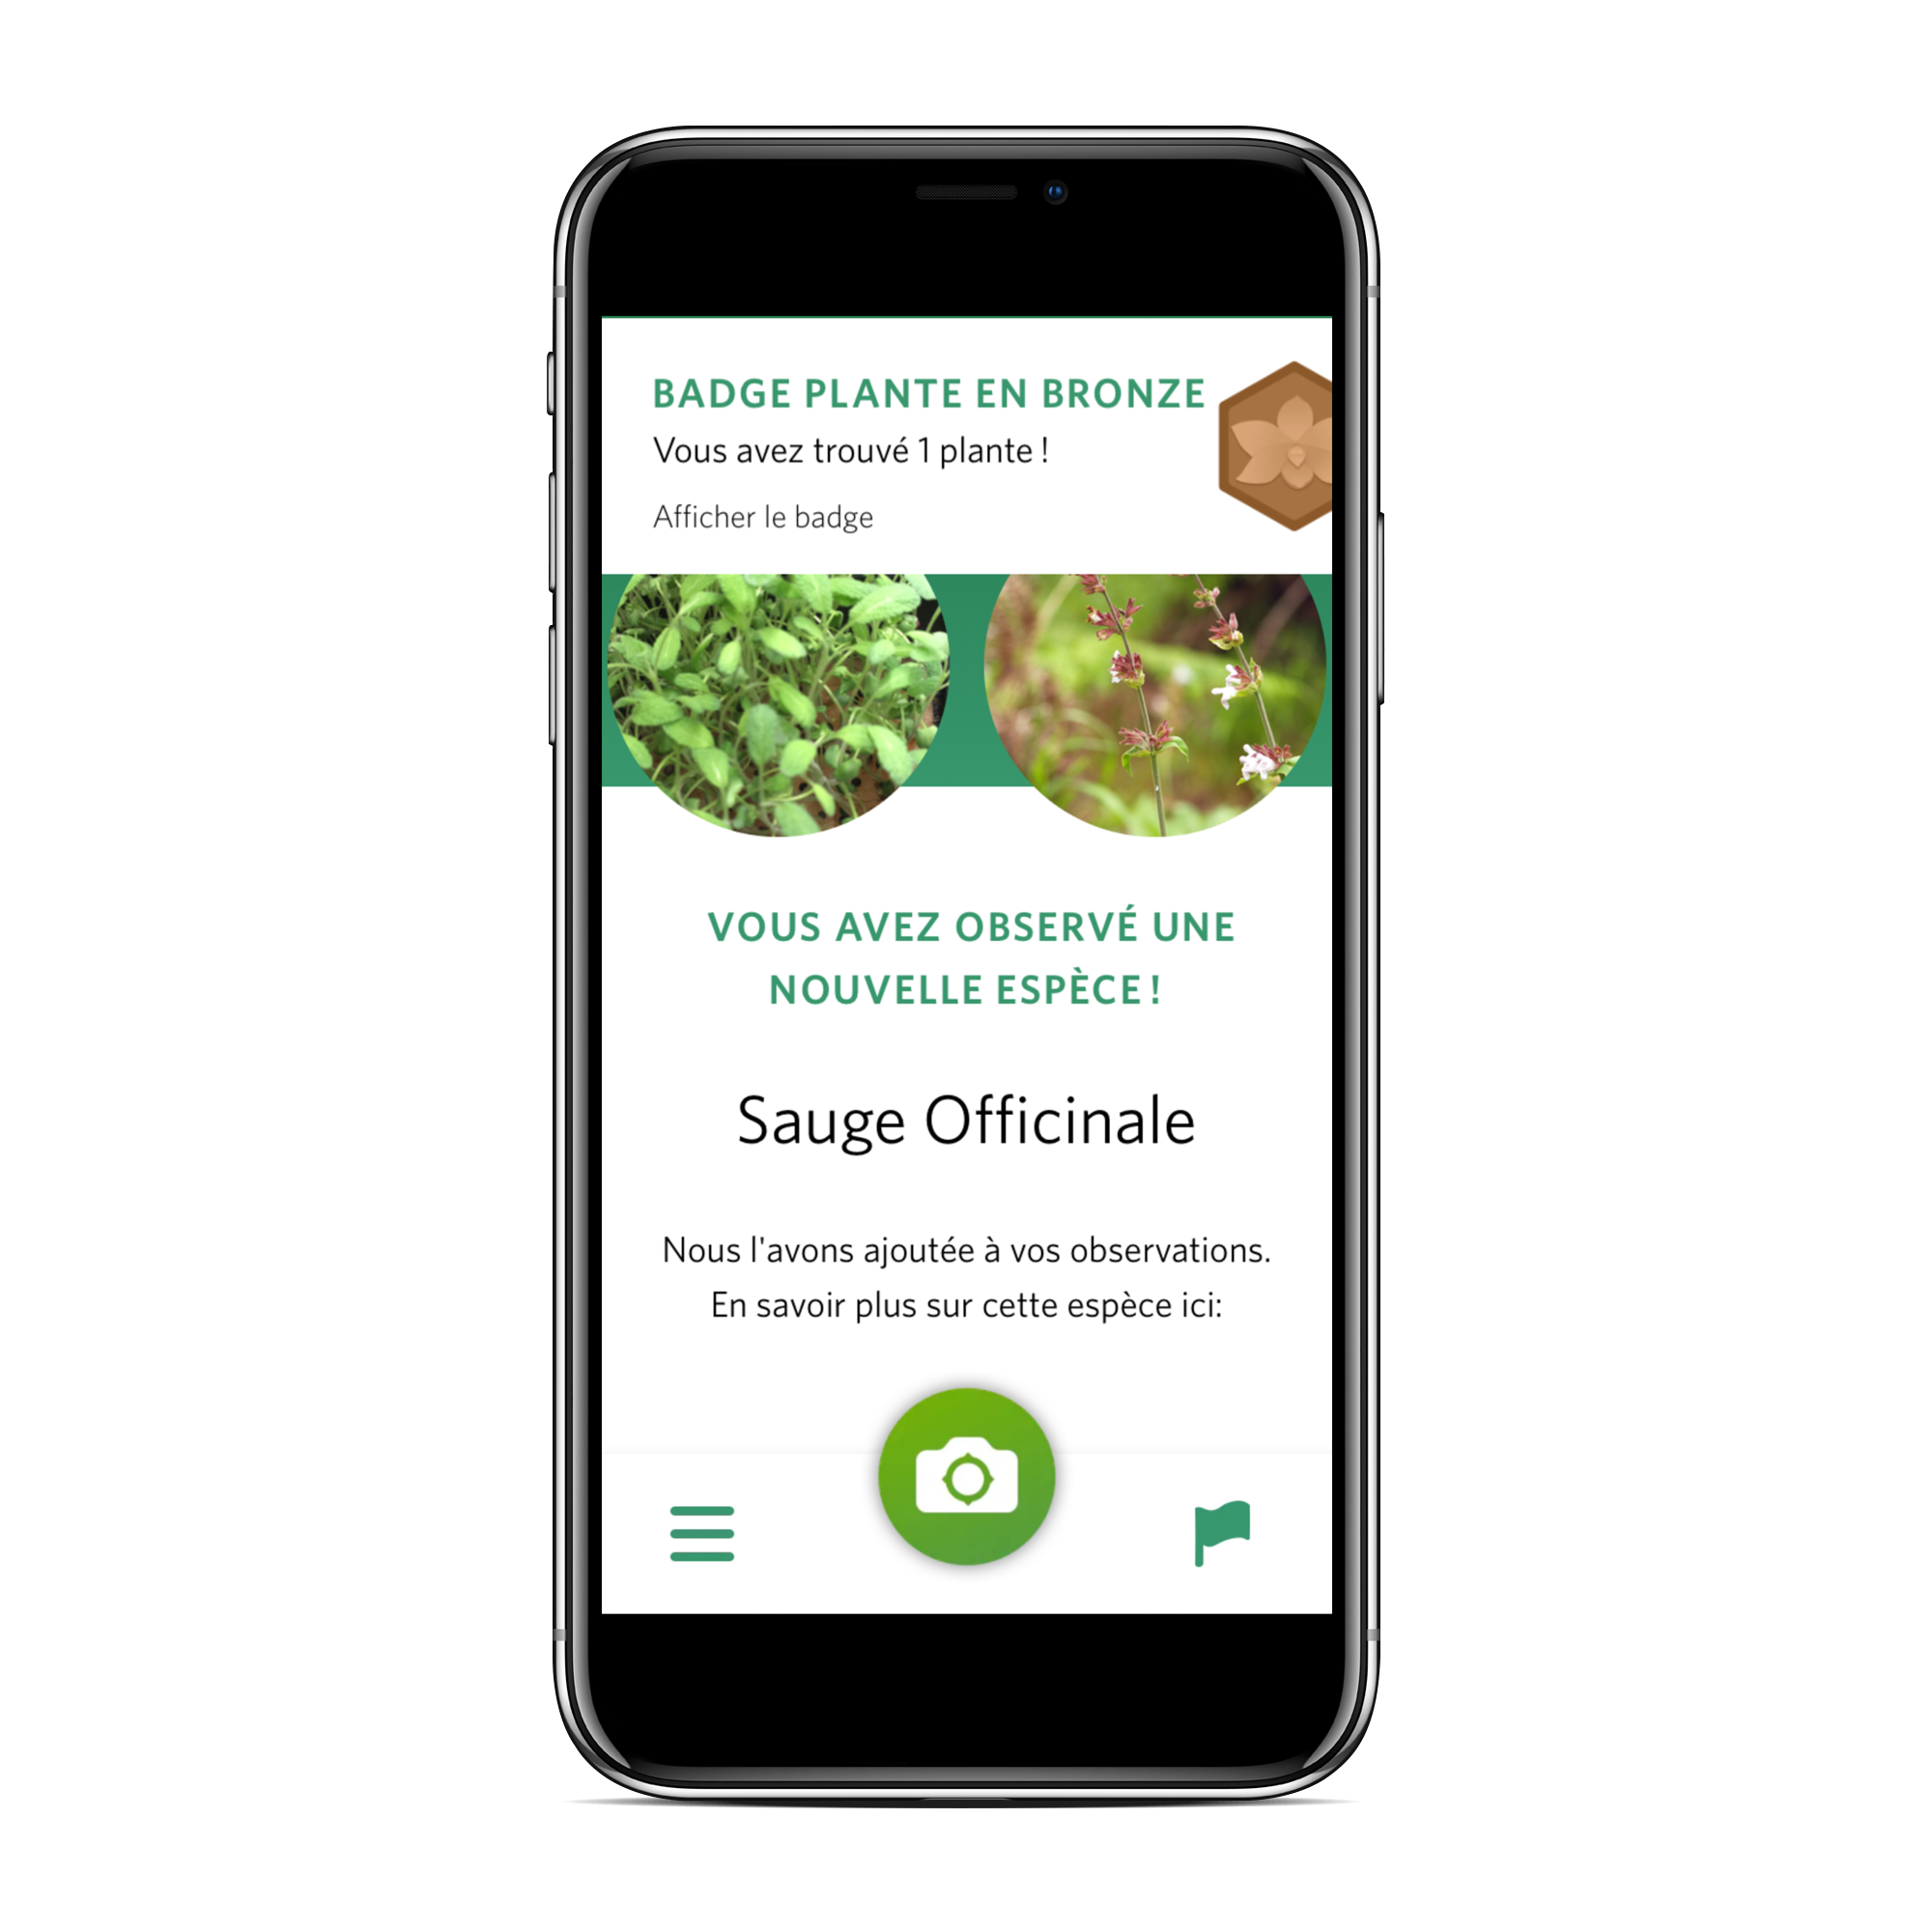 BADGE PLANTE EN BRONZE
Vous avez trouvé 1 plante !
Afficher le badge
VOUS AVEZ OBSERVÉ UNE
NOUVELLE ESPÈCE !
Sauge Officinale
Nous l'avons ajoutée à vos observations.
En savoir plus sur cette espèce ici: